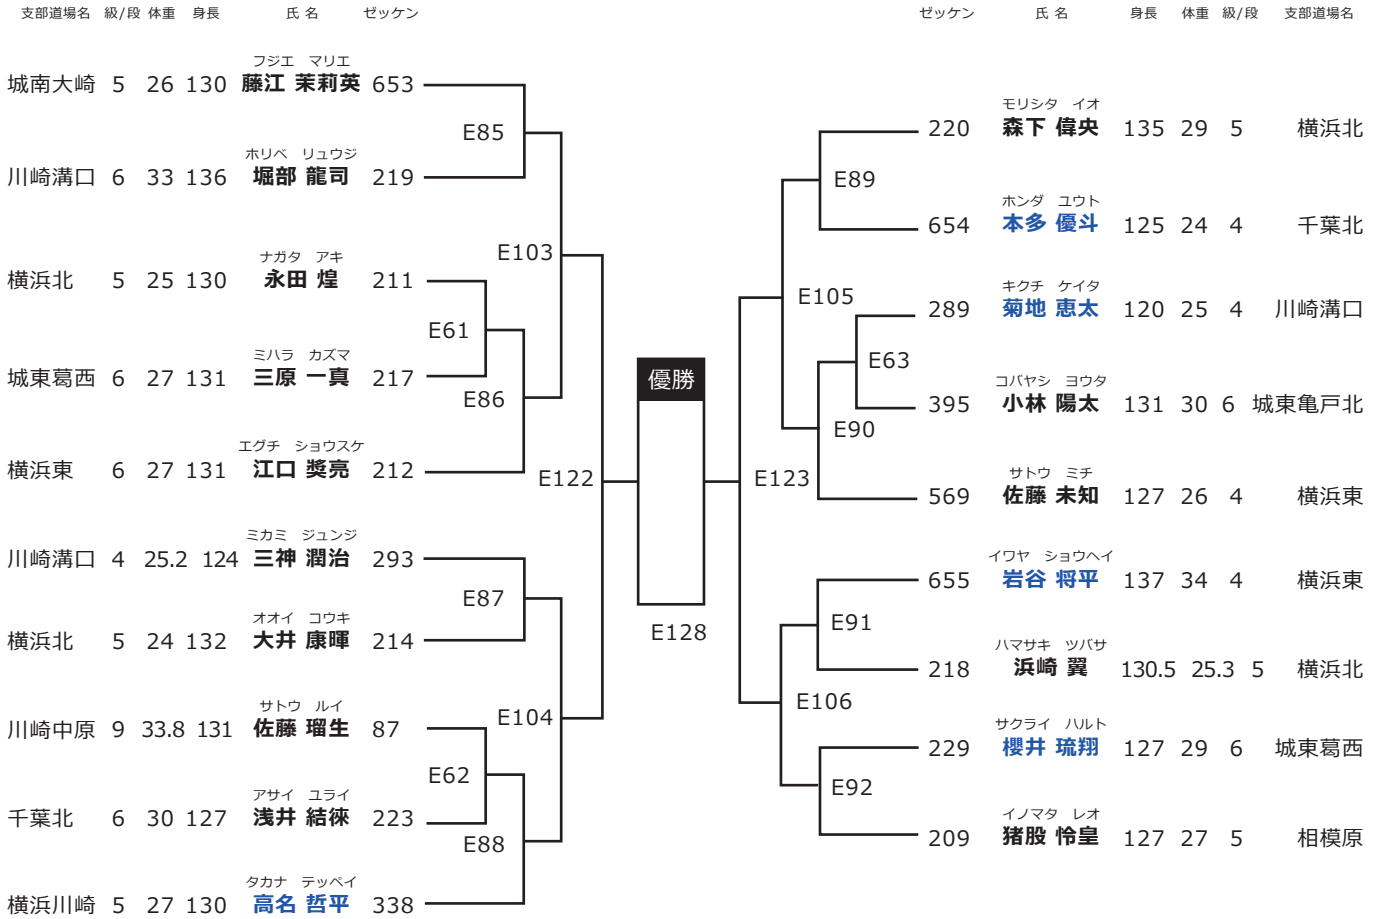 支部道場名 級/段 体重 身長 氏 名 ゼッケン
フジエ マリエ
城南大崎 5 26 130 藤江 茉莉英 653
E85
ホリベ リュウジ
川崎溝口 6 33 136 堀部 龍司 219
E103
ナガタ アキ
横浜北 5 25 130 永田 煌 211
E61
ミハラ カズマ
城東葛西 6 27 131 三原 一真 217
E86
エグチ ショウスケ
横浜東 6 27 131 江口 奬亮 212
E122
ミカミ ジュンジ
川崎溝口 4 25.2 124 三神 潤治 293
E87
オオイ コウキ
横浜北 5 24 132 大井 康暉 214
E104
サトウ ルイ
川崎中原 9 33.8 131 佐藤 瑠生 87
E62
アサイ ユライ
千葉北 6 30 127 浅井 結徠 223
E88
タカナ テッペイ
横浜川崎 5 27 130 高名 哲平 338
優勝
E128
ゼッケン 氏 名 身長 体重 級/段 支部道場名
モリシタ イオ
220 森下 偉央 135 29 5 横浜北
E89
ホンダ ユウト
654 本多 優斗 125 24 4 千葉北
E105
キクチ ケイタ
289 菊地 恵太 120 25 4 川崎溝口
E63
コバヤシ ヨウタ
395 小林 陽太 131 30 6 城東亀戸北
E90
E123
サトウ ミチ
569 佐藤 未知 127 26 4 横浜東
イワヤ ショウヘイ
655 岩谷 将平 137 34 4 横浜東
E91
ハマサキ ツバサ
218 浜崎 翼 130.5 25.3 5 横浜北
E106
サクライ ハルト
229 櫻井 琉翔 127 29 6 城東葛西
E92
イノマタ レオ
209 猪股 怜皇 127 27 5 相模原